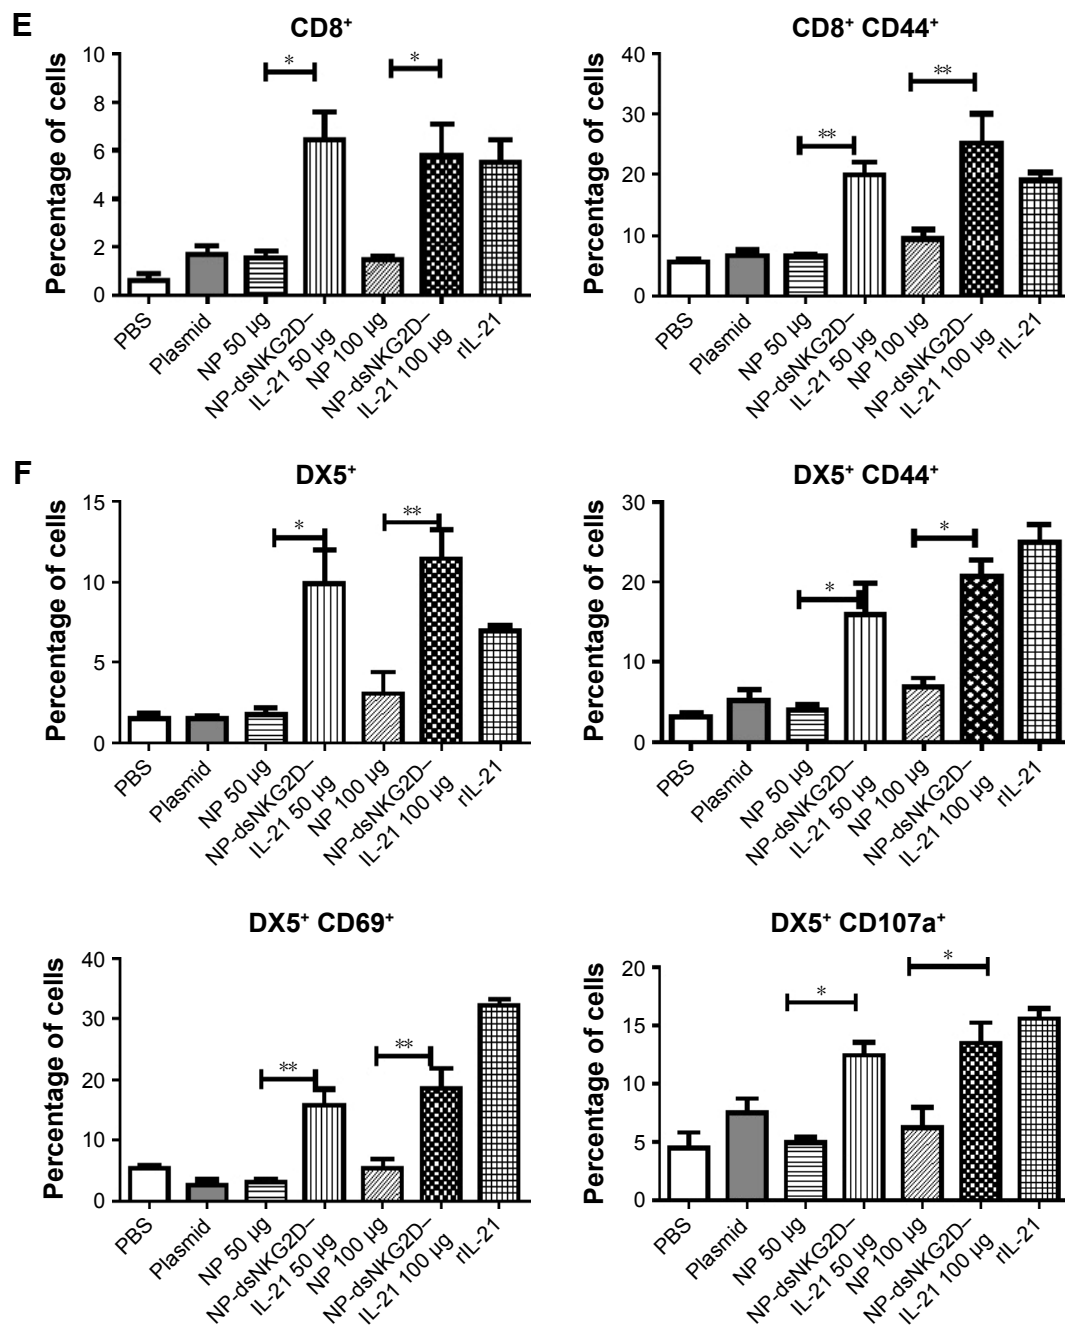 E
CD8⁺
Percentage of cells
10
8
6
4
2
0
*
*
PBS
Plasmid
NP 50 µg
NP-dsNKG2D–
IL-21 50 µg
NP 100 µg
NP-dsNKG2D–
IL-21 100 µg
rIL-21
CD8⁺ CD44⁺
Percentage of cells
40
30
20
10
0
**
**
PBS
Plasmid
NP 50 µg
NP-dsNKG2D–
IL-21 50 µg
NP 100 µg
NP-dsNKG2D–
IL-21 100 µg
rIL-21
F
DX5⁺
Percentage of cells
15
10
5
0
*
**
PBS
Plasmid
NP 50 µg
NP-dsNKG2D–
IL-21 50 µg
NP 100 µg
NP-dsNKG2D–
IL-21 100 µg
rIL-21
DX5⁺ CD44⁺
Percentage of cells
30
20
10
0
*
*
PBS
Plasmid
NP 50 µg
NP-dsNKG2D–
IL-21 50 µg
NP 100 µg
NP-dsNKG2D–
IL-21 100 µg
rIL-21
DX5⁺ CD69⁺
Percentage of cells
40
30
20
10
0
**
**
PBS
Plasmid
NP 50 µg
NP-dsNKG2D–
IL-21 50 µg
NP 100 µg
NP-dsNKG2D–
IL-21 100 µg
rIL-21
DX5⁺ CD107a⁺
Percentage of cells
20
15
10
5
0
*
*
PBS
Plasmid
NP 50 µg
NP-dsNKG2D–
IL-21 50 µg
NP 100 µg
NP-dsNKG2D–
IL-21 100 µg
rIL-21